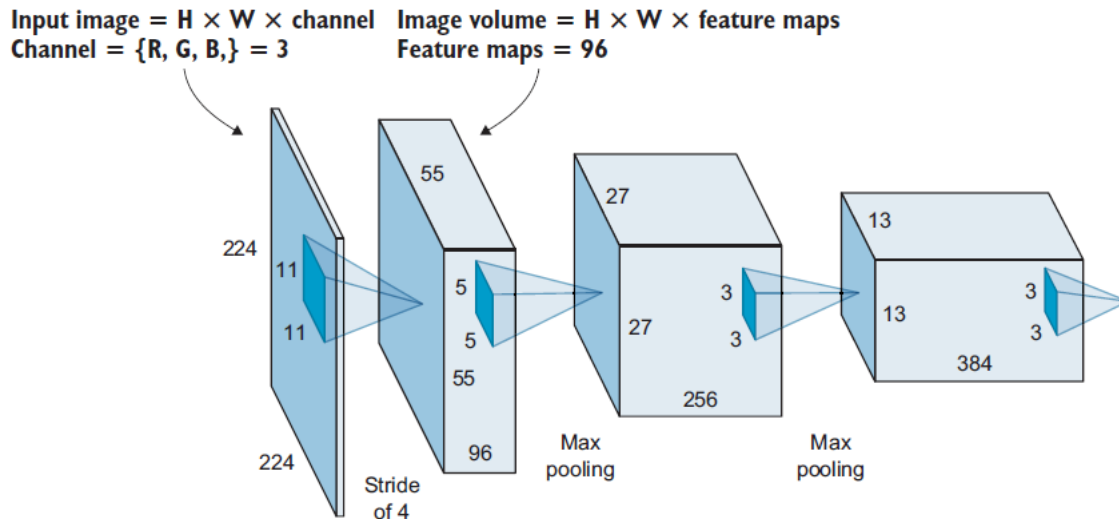 Input image = H × W × channel
Channel = {R, G, B,} = 3
Image volume = H × W × feature maps
Feature maps = 96
224
11
11
224
Stride
of 4
55
5
5
55
96
Max
pooling
27
27
3
3
256
Max
pooling
13
13
3
3
384